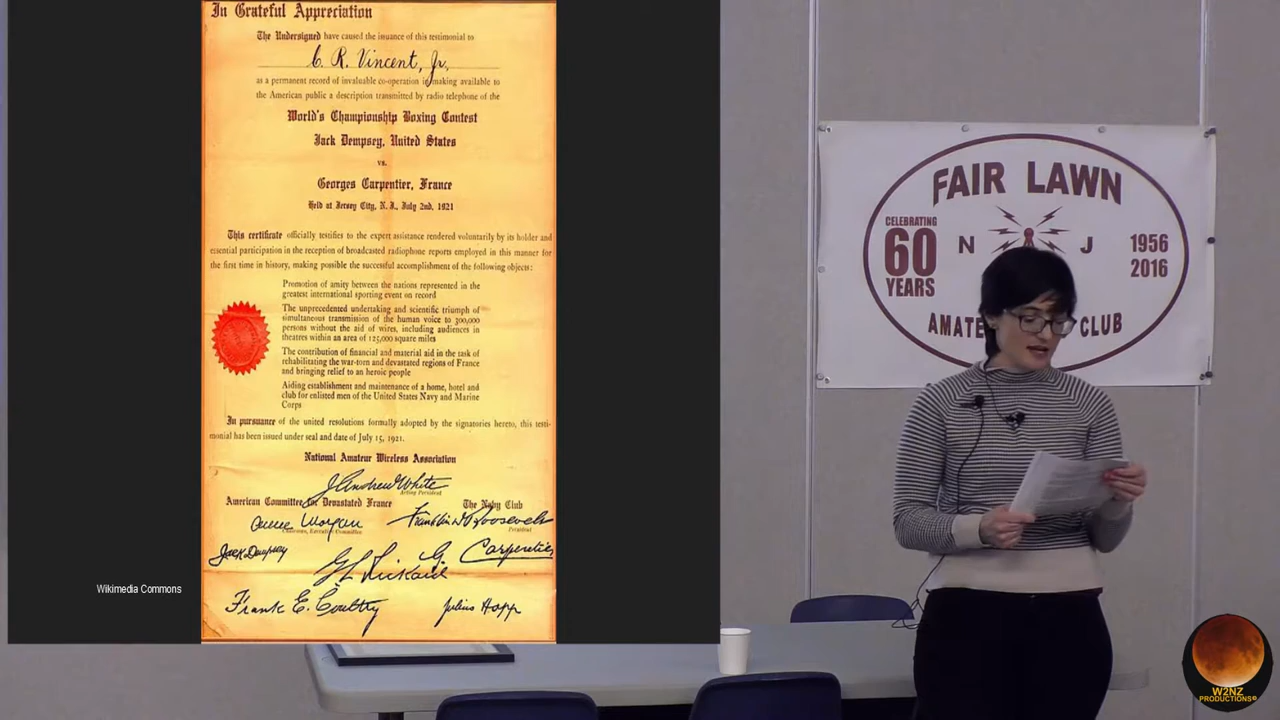 In Grateful Appreciation
The Undersigned have caused the issuance of this testimonial to
C. R. Vincent, Jr.
as a permanent record of invaluable co-operation in making available to
the American public a description transmitted by radio telephone of the
World's Championship Boxing Contest
Jack Dempsey, United States
vs.
Georges Carpentier, France
Held at Jersey City, N. J., July 2nd, 1921
This certificate officially testifies to the expert assistance rendered voluntarily by its holder and
essential participation in the reception of broadcasted radiophone reports employed in this manner for
the first time in history, making possible the successful accomplishment of the following objects:
Promotion of amity between the nations represented in the
greatest international sporting event on record
The unprecedented undertaking and scientific triumph of
simultaneous transmission of the human voice to 300,000
persons without the aid of wires, including audiences in
theatres within an area of 125,000 square miles
The contribution of financial and material aid in the task of
rehabilitating the war-torn and devastated regions of France
and bringing relief to an heroic people
Aiding establishment and maintenance of a home, hotel and
club for enlisted men of the United States Navy and Marine
Corps
In pursuance of the united resolutions formally adopted by the signatories hereto, this testi-
monial has been issued under seal and date of July 15, 1921.
National Amateur Wireless Association
J. Andrew White
Acting President
American Committee for Devastated France
The Navy Club
Anne Morgan
Franklin D Roosevelt
Chairman, Executive Committee
President
Jack Dempsey
G. Carpentier
G L Rickard
Frank E. Coultry
Julius Hopp
Wikimedia Commons
FAIR LAWN
CELEBRATING
60
YEARS
N J
1956
2016
CLUB
W2NZ
PRODUCTIONS©